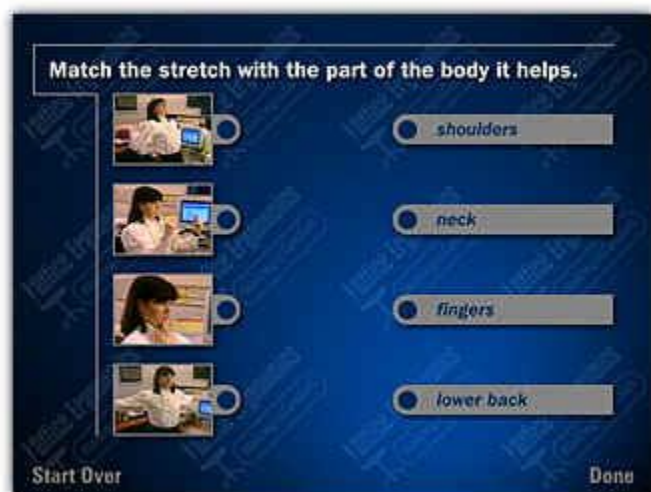 Match the stretch with the part of the body it helps.
shoulders
neck
fingers
lower back
Start Over
Done